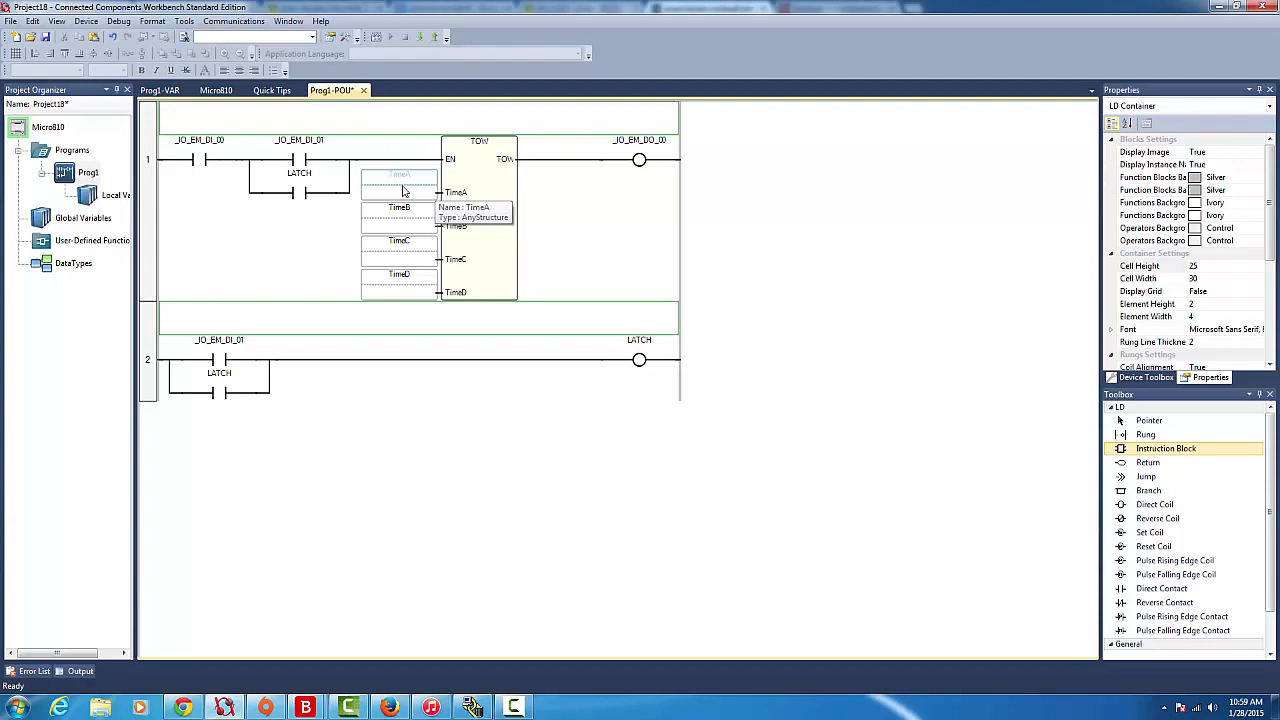 Project18 - Connected Components Workbench Standard Edition
File Edit View Device Debug Format Tools Communications Window Help
Application Language:
Project Organizer
Name: Project18*
Micro810
Programs
Prog1
Local Va
Global Variables
User-Defined Functio
DataTypes
Prog1-VAR Micro810 Quick Tips Prog1-POU*
1
_IO_EM_DI_00 _IO_EM_DI_01 TOW _IO_EM_DO_00
EN TOW
LATCH
TimeA
TimeA
TimeB
Name : TimeA
Type : AnyStructure
TimeB
TimeC
TimeC
TimeD
TimeD
2
_IO_EM_DI_01 LATCH
LATCH
Properties
LD Container
Blocks Settings
Display Image True
Display Instance N True
Function Blocks Ba Silver
Function Blocks Ba Silver
Functions Backgro Ivory
Functions Backgro Ivory
Operators Backgro Control
Operators Backgro Control
Container Settings
Cell Height 25
Cell Width 30
Display Grid False
Element Height 2
Element Width 4
Font Microsoft Sans Serif,
Rung Line Thickne 2
Rungs Settings
Coil Alignment True
Device Toolbox Properties
Toolbox
LD
Pointer
Rung
Instruction Block
Return
Jump
Branch
Direct Coil
Reverse Coil
Set Coil
Reset Coil
Pulse Rising Edge Coil
Pulse Falling Edge Coil
Direct Contact
Reverse Contact
Pulse Rising Edge Contact
Pulse Falling Edge Contact
General
Error List Output
Ready
10:59 AM
1/28/2015